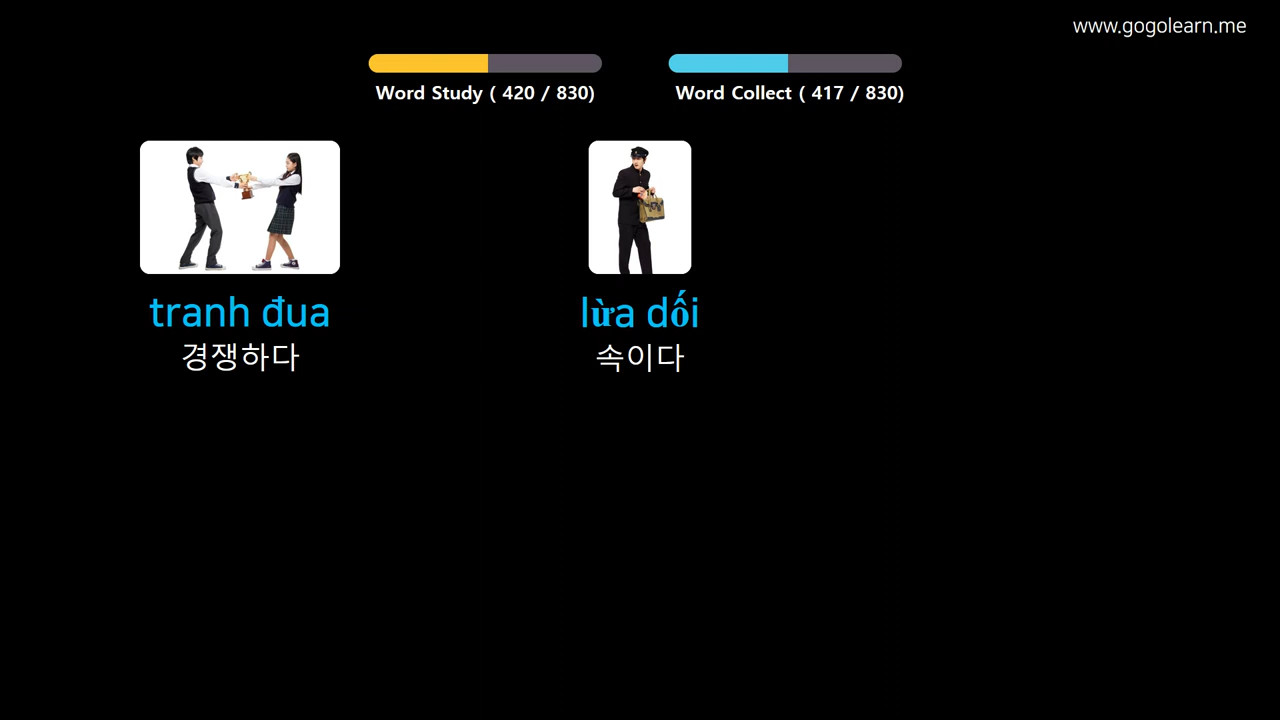 www.gogolearn.me
Word Study ( 420 / 830)
Word Collect ( 417 / 830)
tranh đua
경쟁하다
lừa dối
속이다